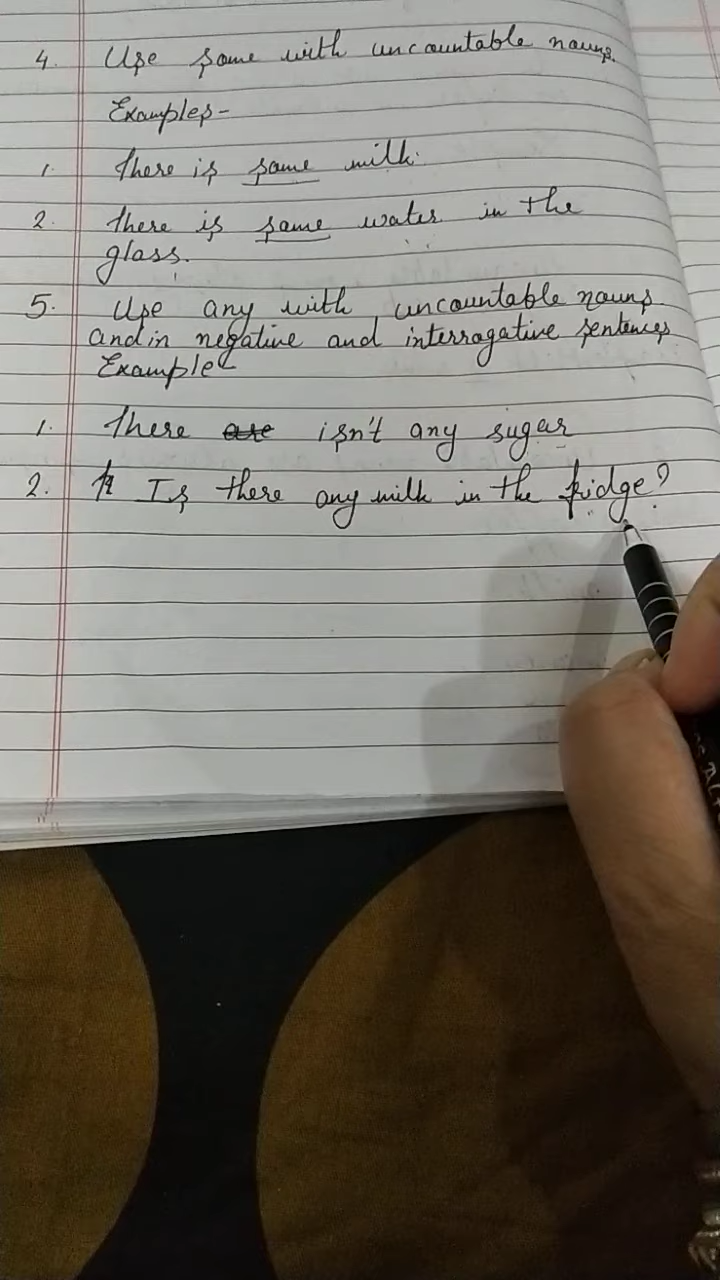 4. Use some with uncountable nouns.
Examples-
1. There is some milk.
2. there is some water in the
glass.
5. Use any with uncountable nouns
and in negative and interrogative sentences
Example-
1. There are isn't any sugar
2. Is there any milk in the fridge?